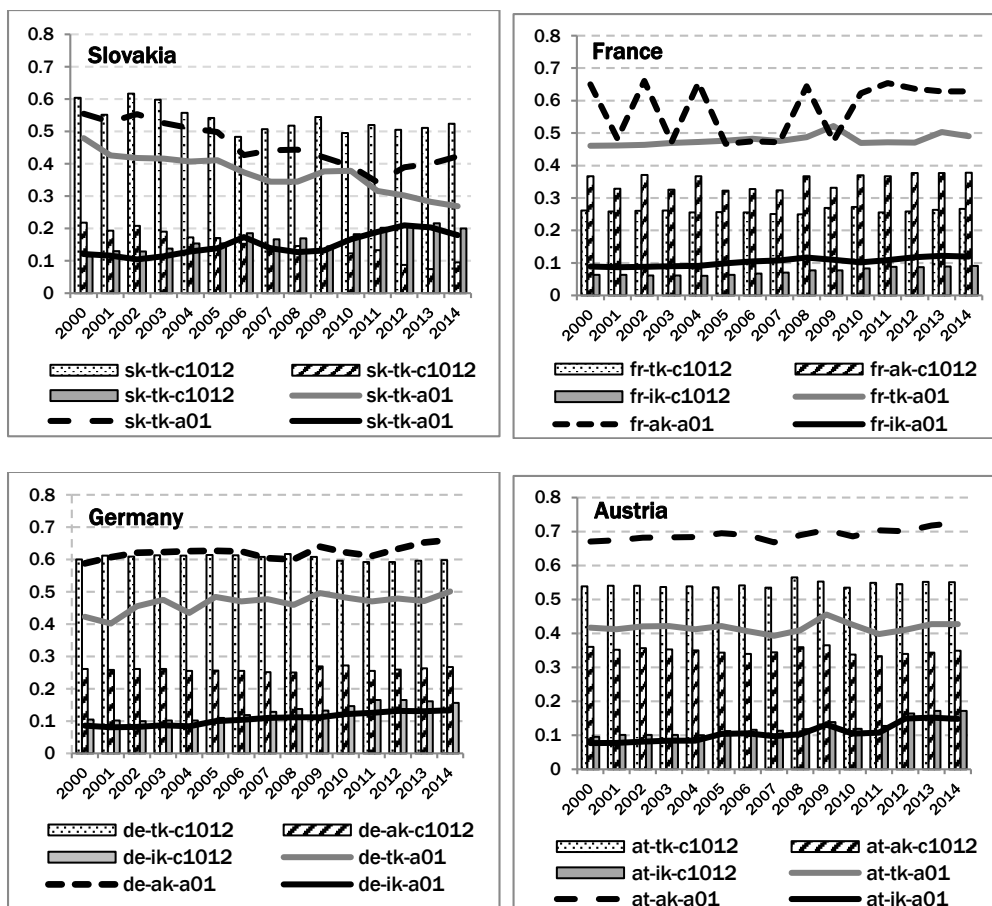 Slovakia
0.8
0.7
0.6
0.5
0.4
0.3
0.2
0.1
0
2000 2001 2002 2003 2004 2005 2006 2007 2008 2009 2010 2011 2012 2013 2014
sk-tk-c1012 sk-tk-c1012
sk-tk-c1012 sk-tk-a01
sk-tk-a01 sk-tk-a01
France
0.8
0.7
0.6
0.5
0.4
0.3
0.2
0.1
0
2000 2001 2002 2003 2004 2005 2006 2007 2008 2009 2010 2011 2012 2013 2014
fr-tk-c1012 fr-ak-c1012
fr-ik-c1012 fr-tk-a01
fr-ak-a01 fr-ik-a01
Germany
0.8
0.7
0.6
0.5
0.4
0.3
0.2
0.1
0
2000 2001 2002 2003 2004 2005 2006 2007 2008 2009 2010 2011 2012 2013 2014
de-tk-c1012 de-ak-c1012
de-ik-c1012 de-tk-a01
de-ak-a01 de-ik-a01
Austria
0.8
0.7
0.6
0.5
0.4
0.3
0.2
0.1
0
2000 2001 2002 2003 2004 2005 2006 2007 2008 2009 2010 2011 2012 2013 2014
at-tk-c1012 at-ak-c1012
at-ik-c1012 at-tk-a01
at-ak-a01 at-ik-a01